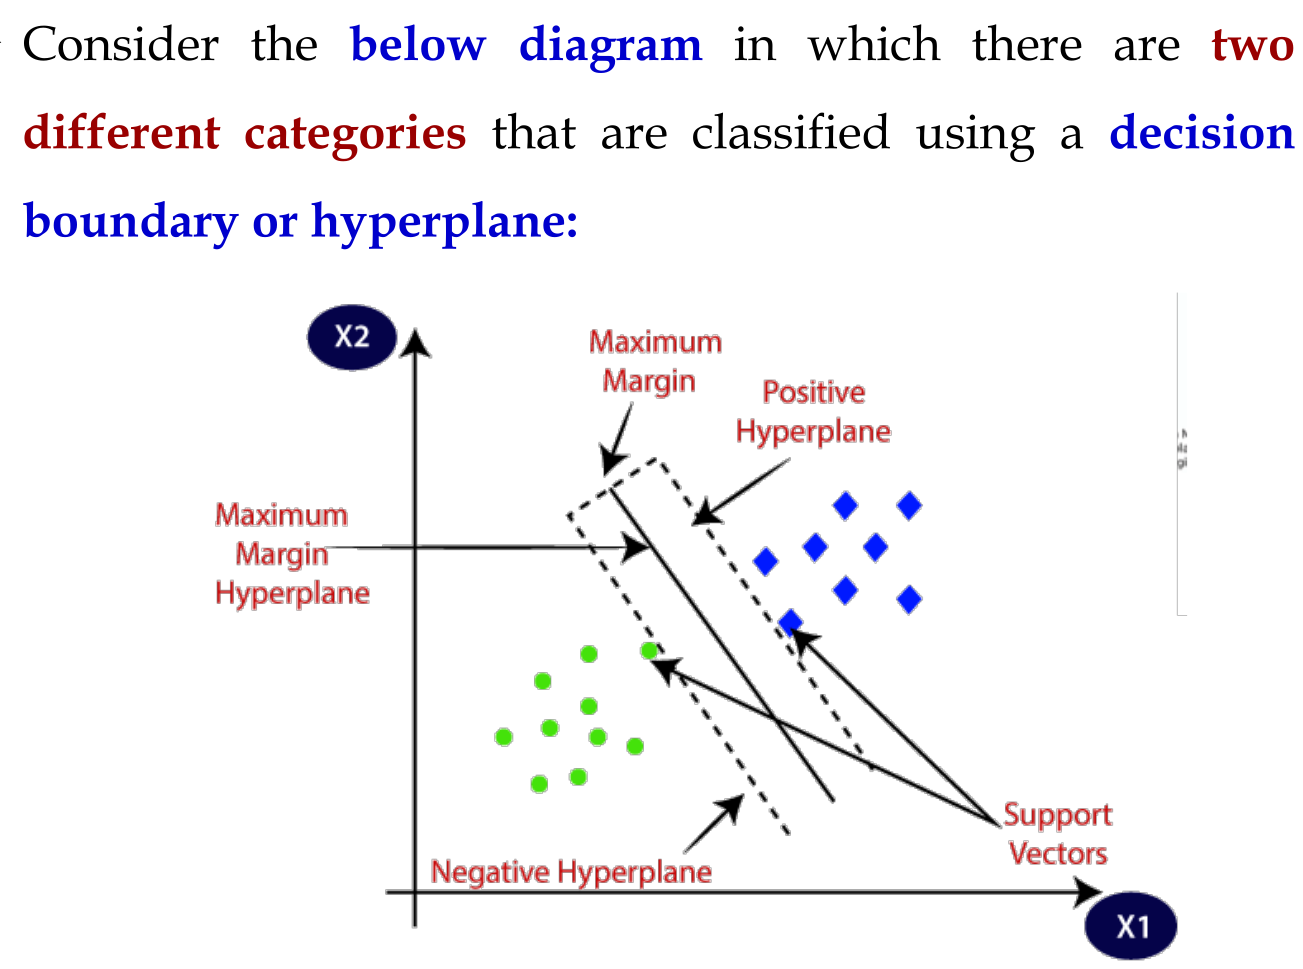 Consider the below diagram in which there are two
different categories that are classified using a decision
boundary or hyperplane:
X2
Maximum
Margin
Positive
Hyperplane
Maximum
Margin
Hyperplane
Support
Vectors
Negative Hyperplane
X1